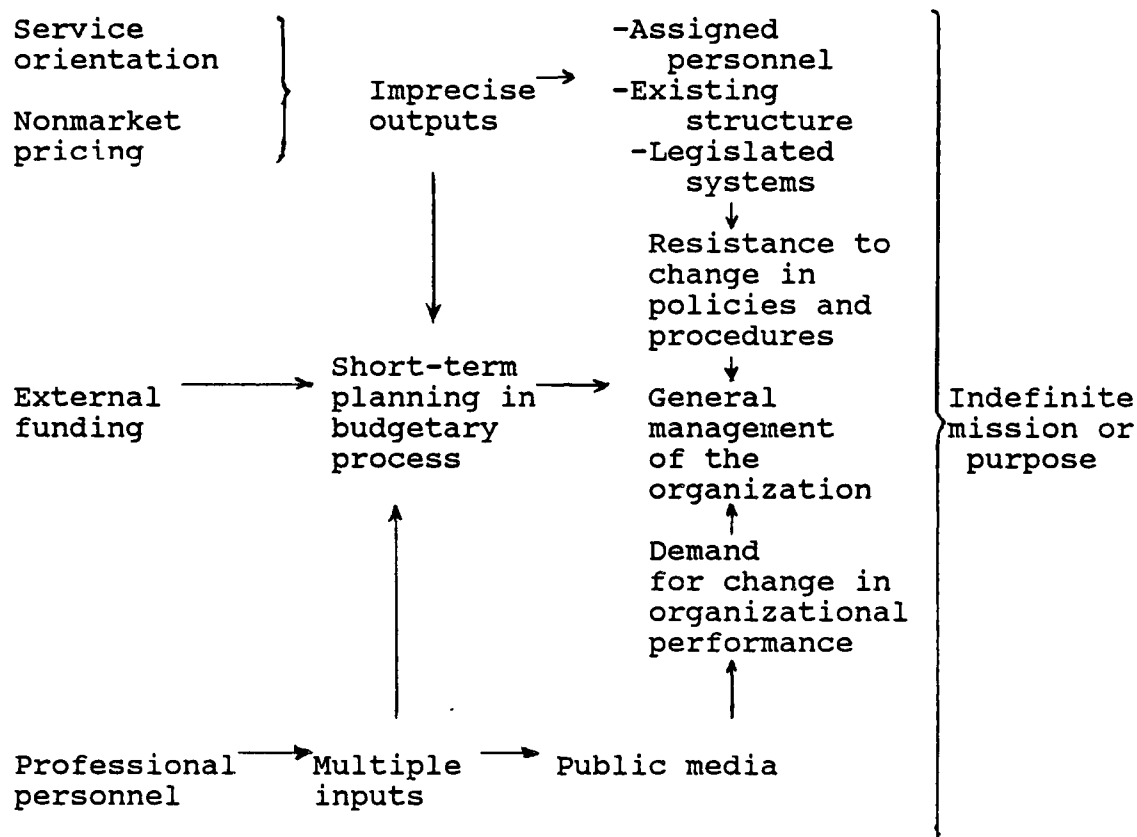 Service
orientation
Nonmarket
pricing
Imprecise
outputs
-Assigned
personnel
-Existing
structure
-Legislated
systems
Resistance to
change in
policies and
procedures
External
funding
Short-term
planning in
budgetary
process
General
management
of the
organization
Indefinite
mission or
purpose
Demand
for change in
organizational
performance
Professional
personnel
Multiple
inputs
Public media